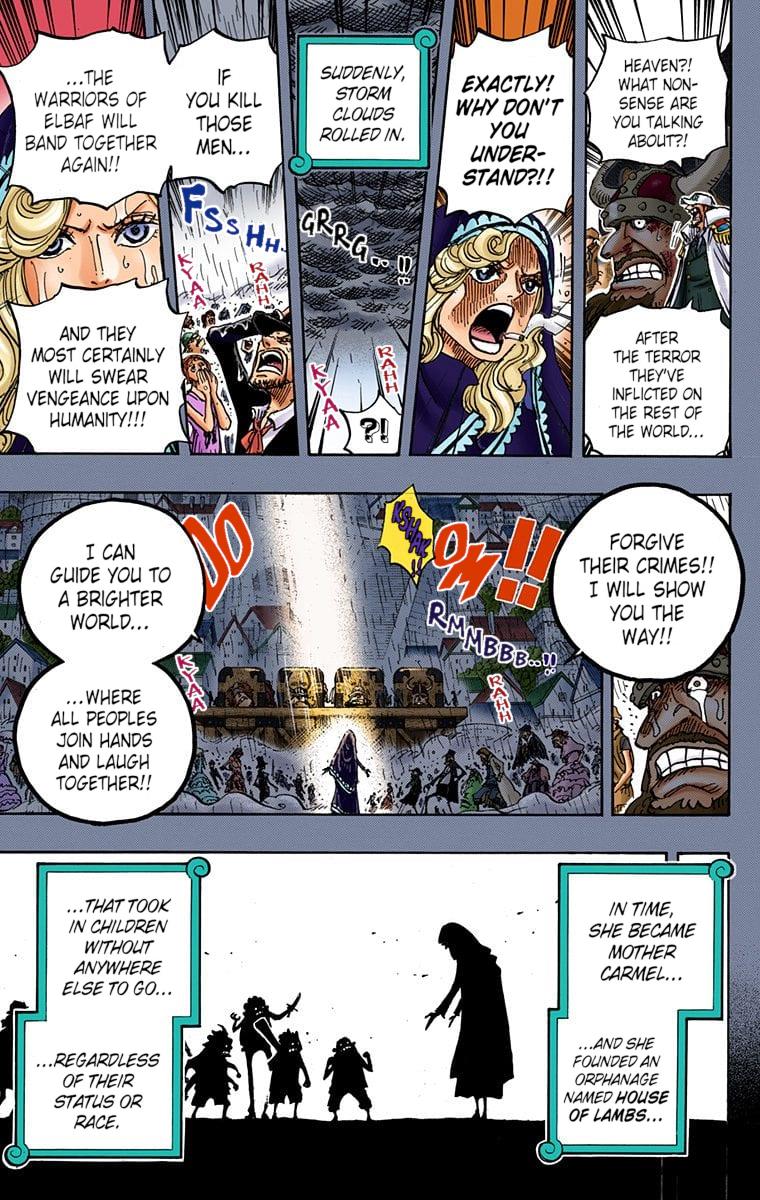 HEAVEN?!
WHAT NON-
SENSE ARE
YOU TALKING
ABOUT?!
AFTER
THE TERROR
THEY'VE
INFLICTED ON
THE REST OF
THE WORLD...
EXACTLY!
WHY DON'T
YOU
UNDER-
STAND?!!
SUDDENLY,
STORM
CLOUDS
ROLLED IN.
GRRG..!!
RAHH
KYAA
?!
IF
YOU KILL
THOSE
MEN...
FSSHH..
RAHH
KYAA
...THE
WARRIORS OF
ELBAF WILL
BAND TOGETHER
AGAIN!!
AND THEY
MOST CERTAINLY
WILL SWEAR
VENGEANCE UPON
HUMANITY!!!
FORGIVE
THEIR CRIMES!!
I WILL SHOW
YOU THE
WAY!!
DOOM!!
KSHAK!!
RMMBBB..!!
RAHH
KYAA
I CAN
GUIDE YOU TO
A BRIGHTER
WORLD...
...WHERE
ALL PEOPLES
JOIN HANDS
AND LAUGH
TOGETHER!!
IN TIME,
SHE BECAME
MOTHER
CARMEL...
...AND SHE
FOUNDED AN
ORPHANAGE
NAMED HOUSE
OF LAMBS...
...THAT TOOK
IN CHILDREN
WITHOUT
ANYWHERE
ELSE TO GO...
...REGARDLESS
OF THEIR
STATUS OR
RACE.